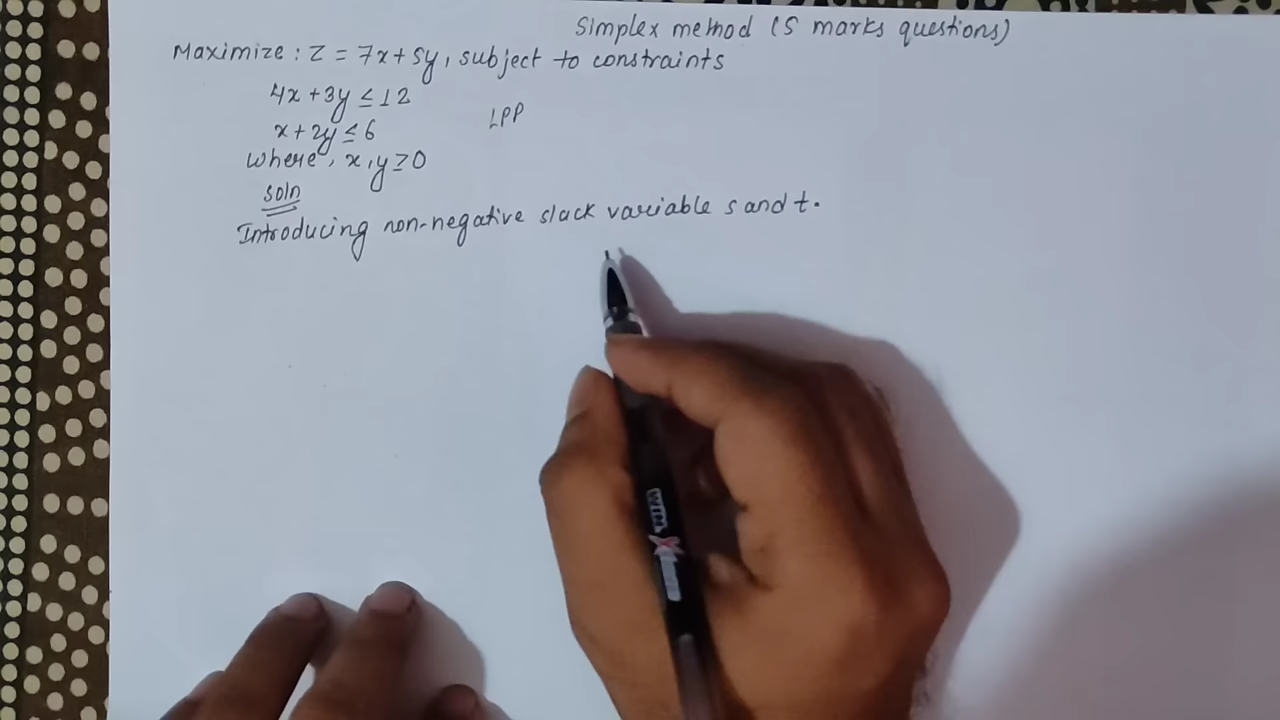 Simplex method (5 marks questions)
Maximize: Z = 7x+5y, subject to constraints
4x+3y ≤ 12
x+2y ≤ 6
LPP
where, x,y ≥ 0
soln
Introducing non-negative slack variable s and t.